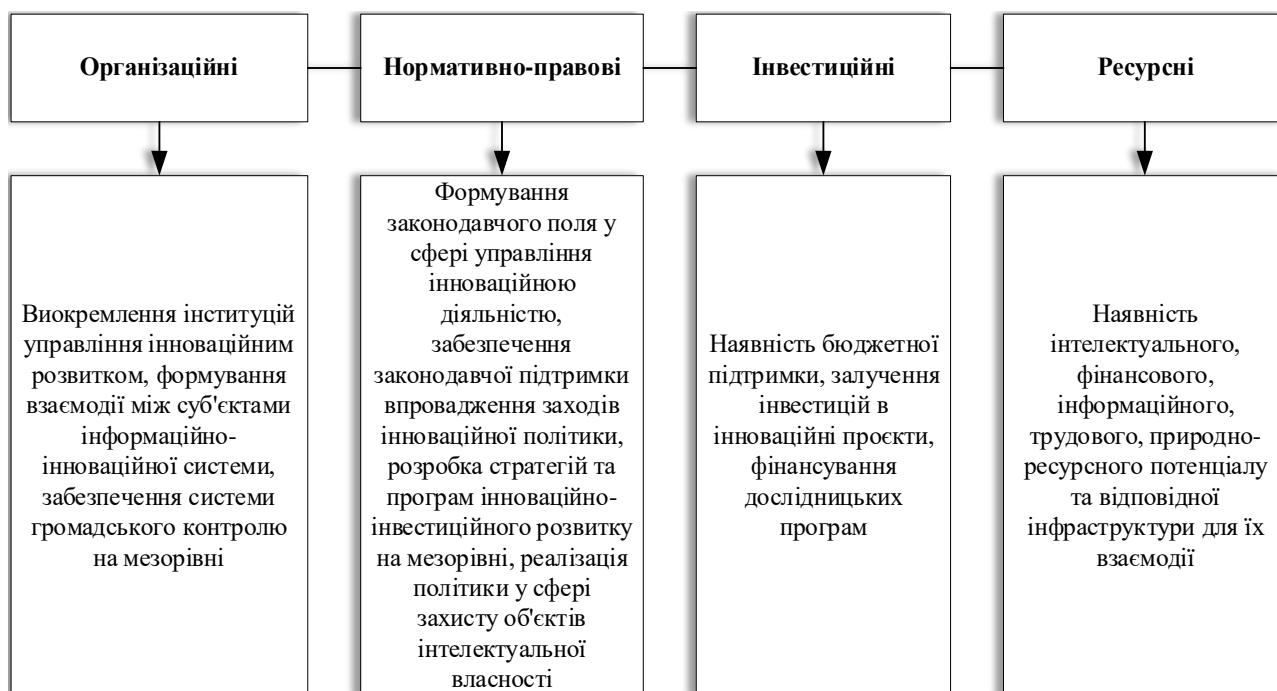 Організаційні
Нормативно-правові
Інвестиційні
Ресурсні
Виокремлення інституцій
управління інноваційним
розвитком, формування
взаємодії між суб'єктами
інформаційно-
інноваційної системи,
забезпечення системи
громадського контролю
на мезорівні
Формування
законодавчого поля у
сфері управління
інноваційною
діяльністю,
забезпечення
законодавчої підтримки
впровадження заходів
інноваційної політики,
розробка стратегій та
програм інноваційно-
інвестиційного розвитку
на мезорівні, реалізація
політики у сфері
захисту об'єктів
інтелектуальної
власності
Наявність бюджетної
підтримки, залучення
інвестицій в
інноваційні проєкти,
фінансування
дослідницьких
програм
Наявність
інтелектуального,
фінансового,
інформаційного,
трудового, природно-
ресурсного потенціалу
та відповідної
інфраструктури для їх
взаємодії